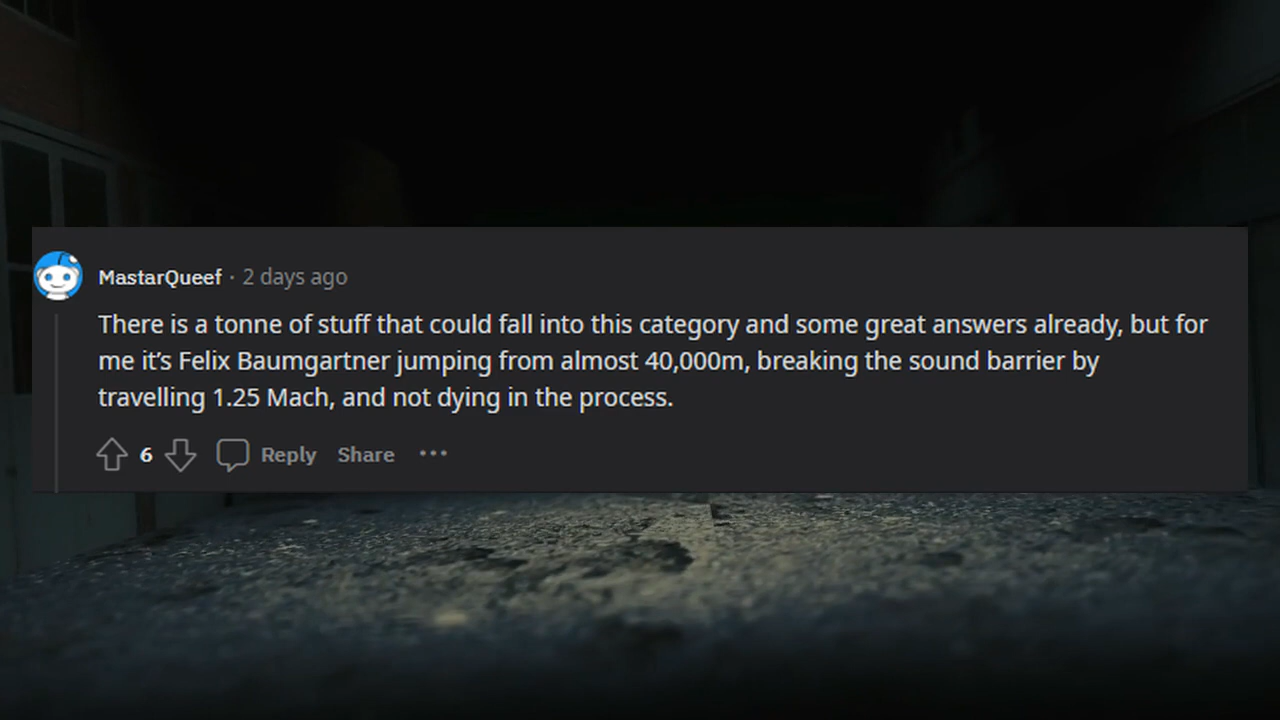 MastarQueef · 2 days ago
There is a tonne of stuff that could fall into this category and some great answers already, but for
me it’s Felix Baumgartner jumping from almost 40,000m, breaking the sound barrier by
travelling 1.25 Mach, and not dying in the process.
6 Reply Share ···